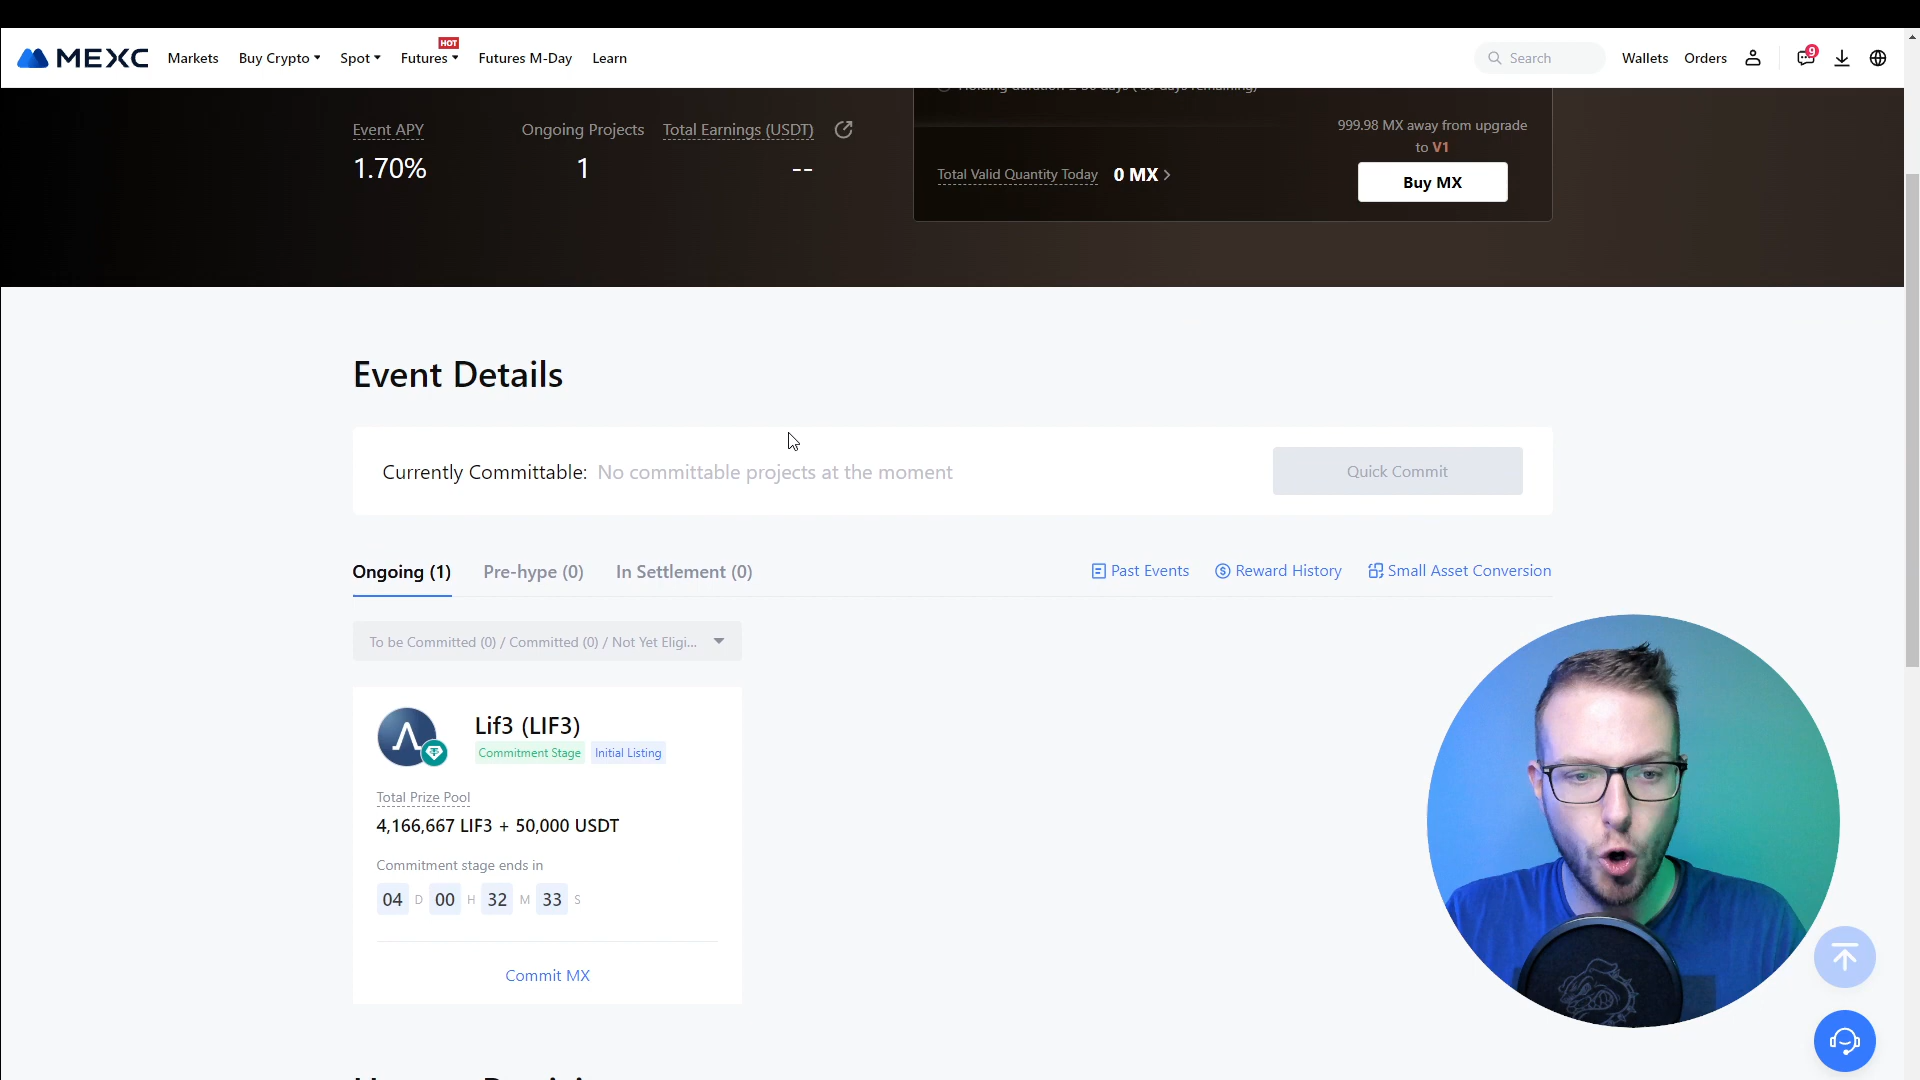 MEXC Markets Buy Crypto Spot Futures HOT Futures M-Day Learn Search Wallets Orders 9
Holding duration
days remaining)
Event APY Ongoing Projects Total Earnings (USDT)
1.70% 1 --
999.98 MX away from upgrade
to V1
Total Valid Quantity Today 0 MX >
Buy MX
Event Details
Currently Committable: No committable projects at the moment
Quick Commit
Ongoing (1) Pre-hype (0) In Settlement (0) Past Events Reward History Small Asset Conversion
To be Committed (0) / Committed (0) / Not Yet Eligi...
Lif3 (LIF3)
Commitment Stage Initial Listing
Total Prize Pool
4,166,667 LIF3 + 50,000 USDT
Commitment stage ends in
04 D 00 H 32 M 33 S
Commit MX